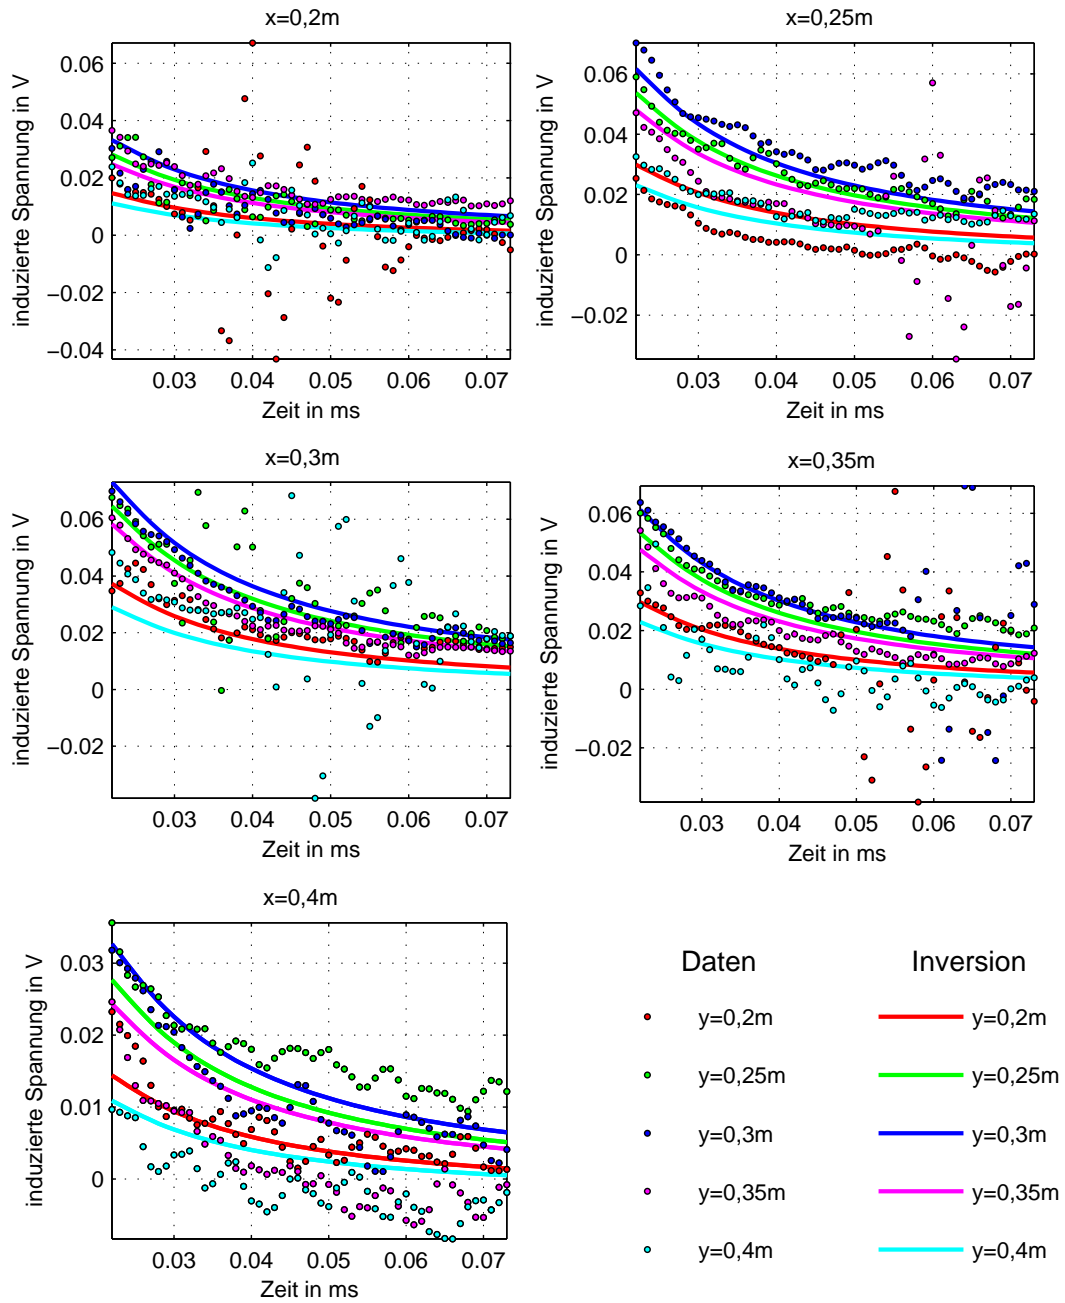 x=0,2m
induzierte Spannung in V
0.06
0.04
0.02
0
−0.02
−0.04
0.03 0.04 0.05 0.06 0.07
Zeit in ms
x=0,25m
induzierte Spannung in V
0.06
0.04
0.02
0
−0.02
0.03 0.04 0.05 0.06 0.07
Zeit in ms
x=0,3m
induzierte Spannung in V
0.06
0.04
0.02
0
−0.02
0.03 0.04 0.05 0.06 0.07
Zeit in ms
x=0,35m
induzierte Spannung in V
0.06
0.04
0.02
0
−0.02
0.03 0.04 0.05 0.06 0.07
Zeit in ms
x=0,4m
induzierte Spannung in V
0.03
0.02
0.01
0
0.03 0.04 0.05 0.06 0.07
Zeit in ms
Daten Inversion
y=0,2m y=0,2m
y=0,25m y=0,25m
y=0,3m y=0,3m
y=0,35m y=0,35m
y=0,4m y=0,4m